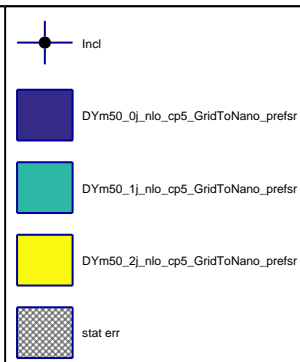 Incl
DYm50_0j_nlo_cp5_GridToNano_prefsr
DYm50_1j_nlo_cp5_GridToNano_prefsr
DYm50_2j_nlo_cp5_GridToNano_prefsr
stat err